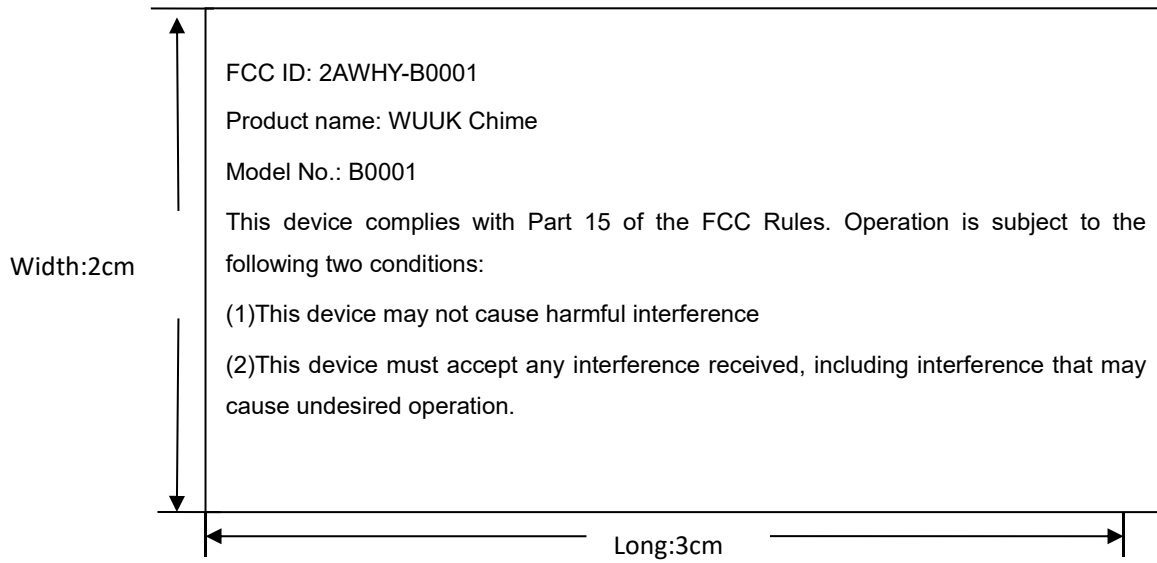 FCC ID: 2AWHY-B0001
Product name: WUUK Chime
Model No.: B0001
This device complies with Part 15 of the FCC Rules. Operation is subject to the
following two conditions:
Width:2cm
(1)This device may not cause harmful interference
(2)This device must accept any interference received, including interference that may
cause undesired operation.
Long:3cm